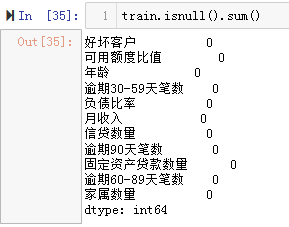 In [35]: 1 train.isnull().sum()
Out[35]: 好坏客户 0
可用额度比值 0
年龄 0
逾期30-59天笔数 0
负债比率 0
月收入 0
信贷数量 0
逾期90天笔数 0
固定资产贷款数量 0
逾期60-89天笔数 0
家属数量 0
dtype: int64